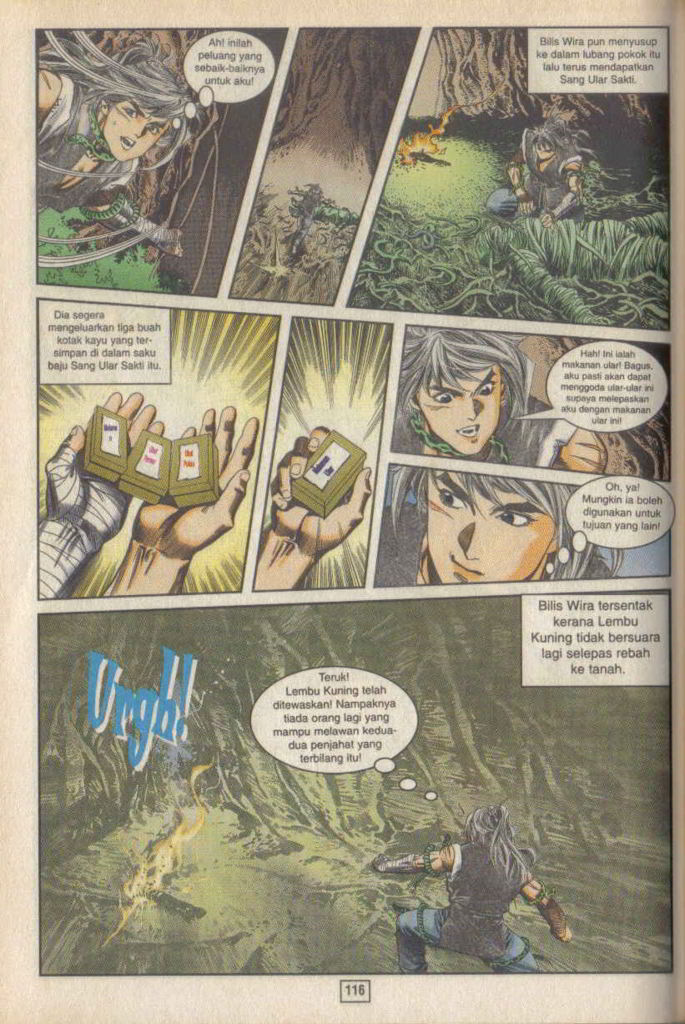 Ah! inilah
peluang yang
sebaik-baiknya
untuk aku!
Bilis Wira pun menyusup
ke dalam lubang pokok itu
lalu terus mendapatkan
Sang Ular Sakti.
Dia segera
mengeluarkan tiga buah
kotak kayu yang ter-
simpan di dalam saku
baju Sang Ular Sakti itu.
Ubat
Ubat
Hah! Ini ialah
makanan ular! Bagus,
aku pasti akan dapat
menggoda ular-ular ini
supaya melepaskan
aku dengan makanan
ular ini!
Oh, ya!
Mungkin ia boleh
digunakan untuk
tujuan yang lain!
Bilis Wira tersentak
kerana Lembu
Kuning tidak bersuara
lagi selepas rebah
ke tanah.
Urgh!
Teruk!
Lembu Kuning telah
ditewaskan! Nampaknya
tiada orang lagi yang
mampu melawan kedua-
dua penjahat yang
terbilang itu!
116